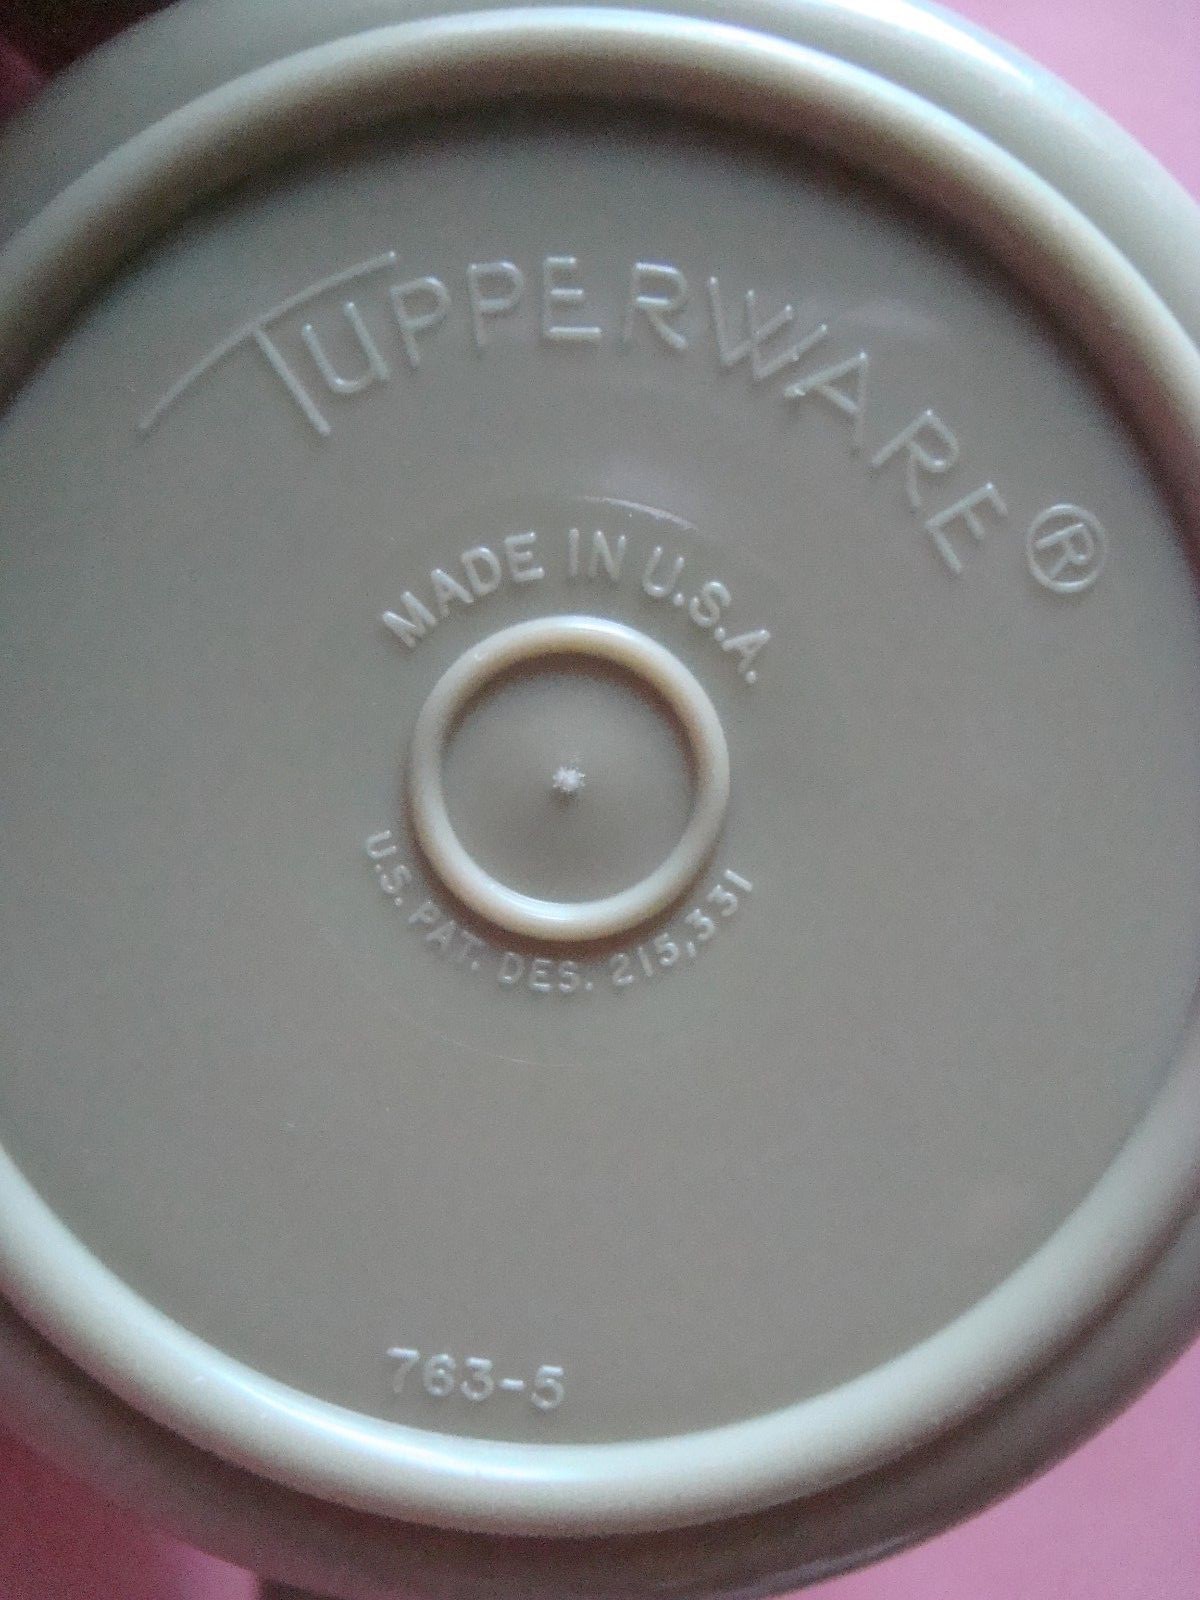 TUPPERWARE ®
MADE IN U.S.A.
U.S. PAT. DES. 215,331
763-5